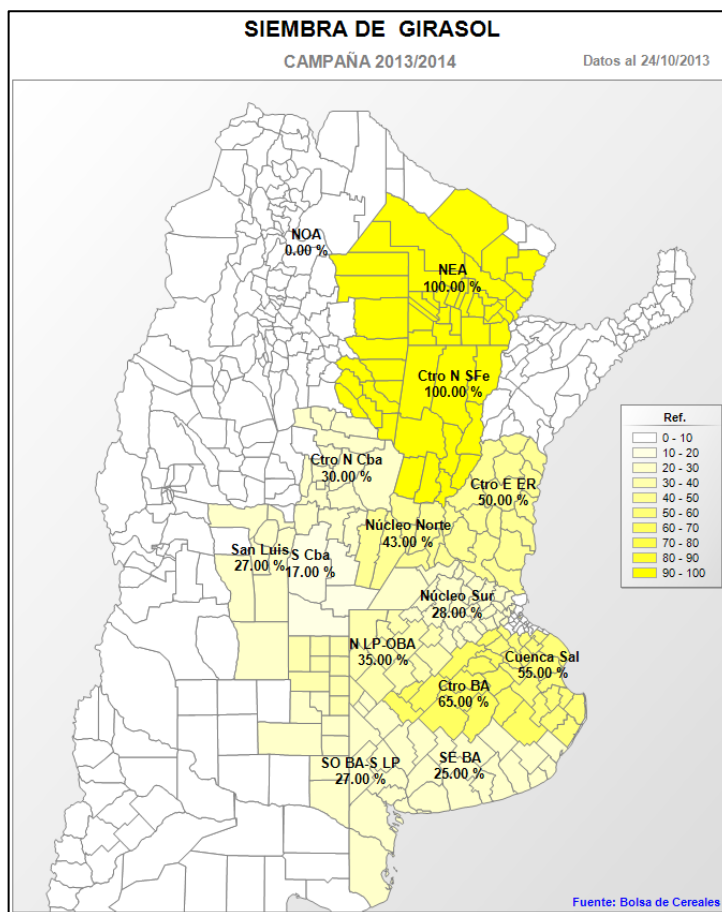 SIEMBRA DE GIRASOL
CAMPAÑA 2013/2014
Datos al 24/10/2013
NOA
0.00 %
NEA
100.00 %
Ctro N SFe
100.00 %
Ctro N Cba
30.00 %
Ctro E ER
50.00 %
Núcleo Norte
43.00 %
San Luis
27.00 %
S Cba
17.00 %
Núcleo Sur
28.00 %
N LP-OBA
35.00 %
Cuenca Sal
55.00 %
Ctro BA
65.00 %
SO BA-S LP
27.00 %
SE BA
25.00 %
Ref.
0 - 10
10 - 20
20 - 30
30 - 40
40 - 50
50 - 60
60 - 70
70 - 80
80 - 90
90 - 100
Fuente: Bolsa de Cereales